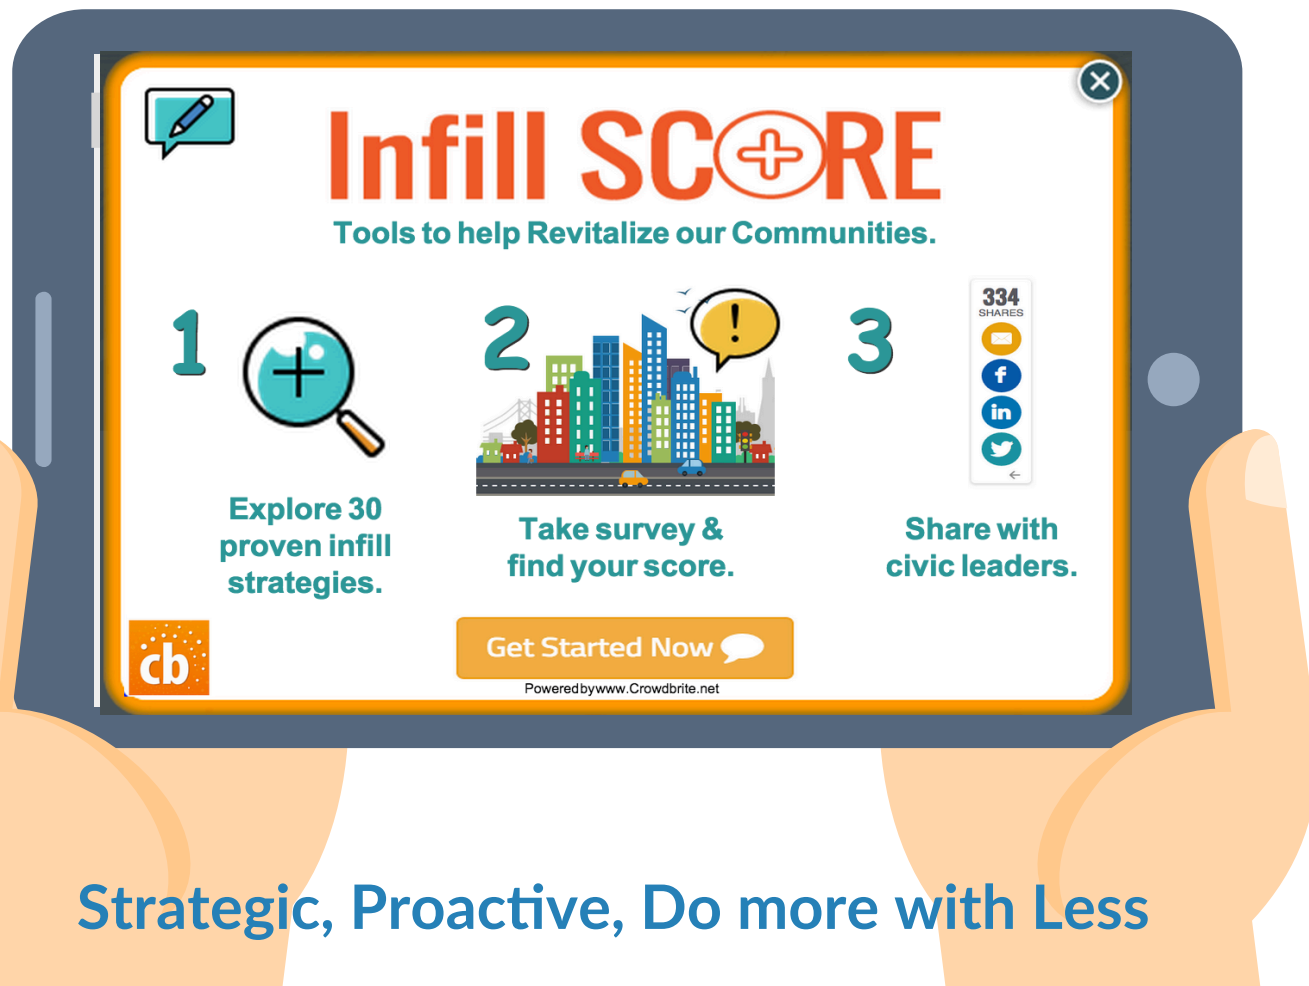 Infill SCORE
Tools to help Revitalize our Communities.
1
2
3
334
SHARES
f
in
Explore 30
proven infill
strategies.
Take survey &
find your score.
Share with
civic leaders.
cb
Get Started Now
Poweredbywww.Crowdbrite.net
Strategic, Proactive, Do more with Less